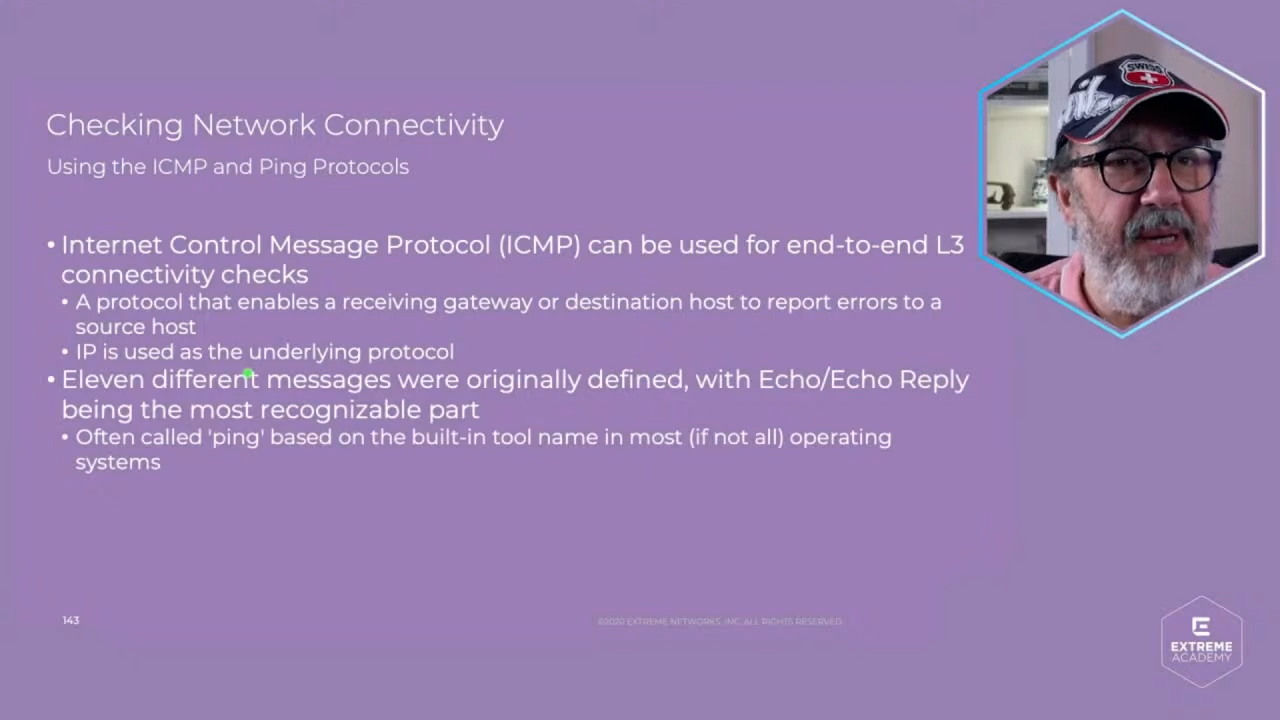 SWISS
Checking Network Connectivity
Using the ICMP and Ping Protocols
• Internet Control Message Protocol (ICMP) can be used for end-to-end L3
connectivity checks
• A protocol that enables a receiving gateway or destination host to report errors to a
source host
• IP is used as the underlying protocol
• Eleven different messages were originally defined, with Echo/Echo Reply
being the most recognizable part
• Often called 'ping' based on the built-in tool name in most (if not all) operating
systems
143
©2020 EXTREME NETWORKS, INC. ALL RIGHTS RESERVED.
EXTREME
ACADEMY